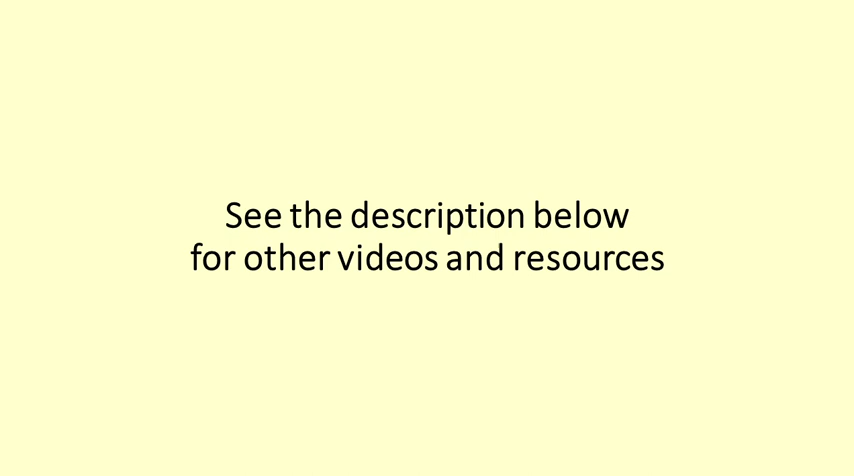 See the description below
for other videos and resources